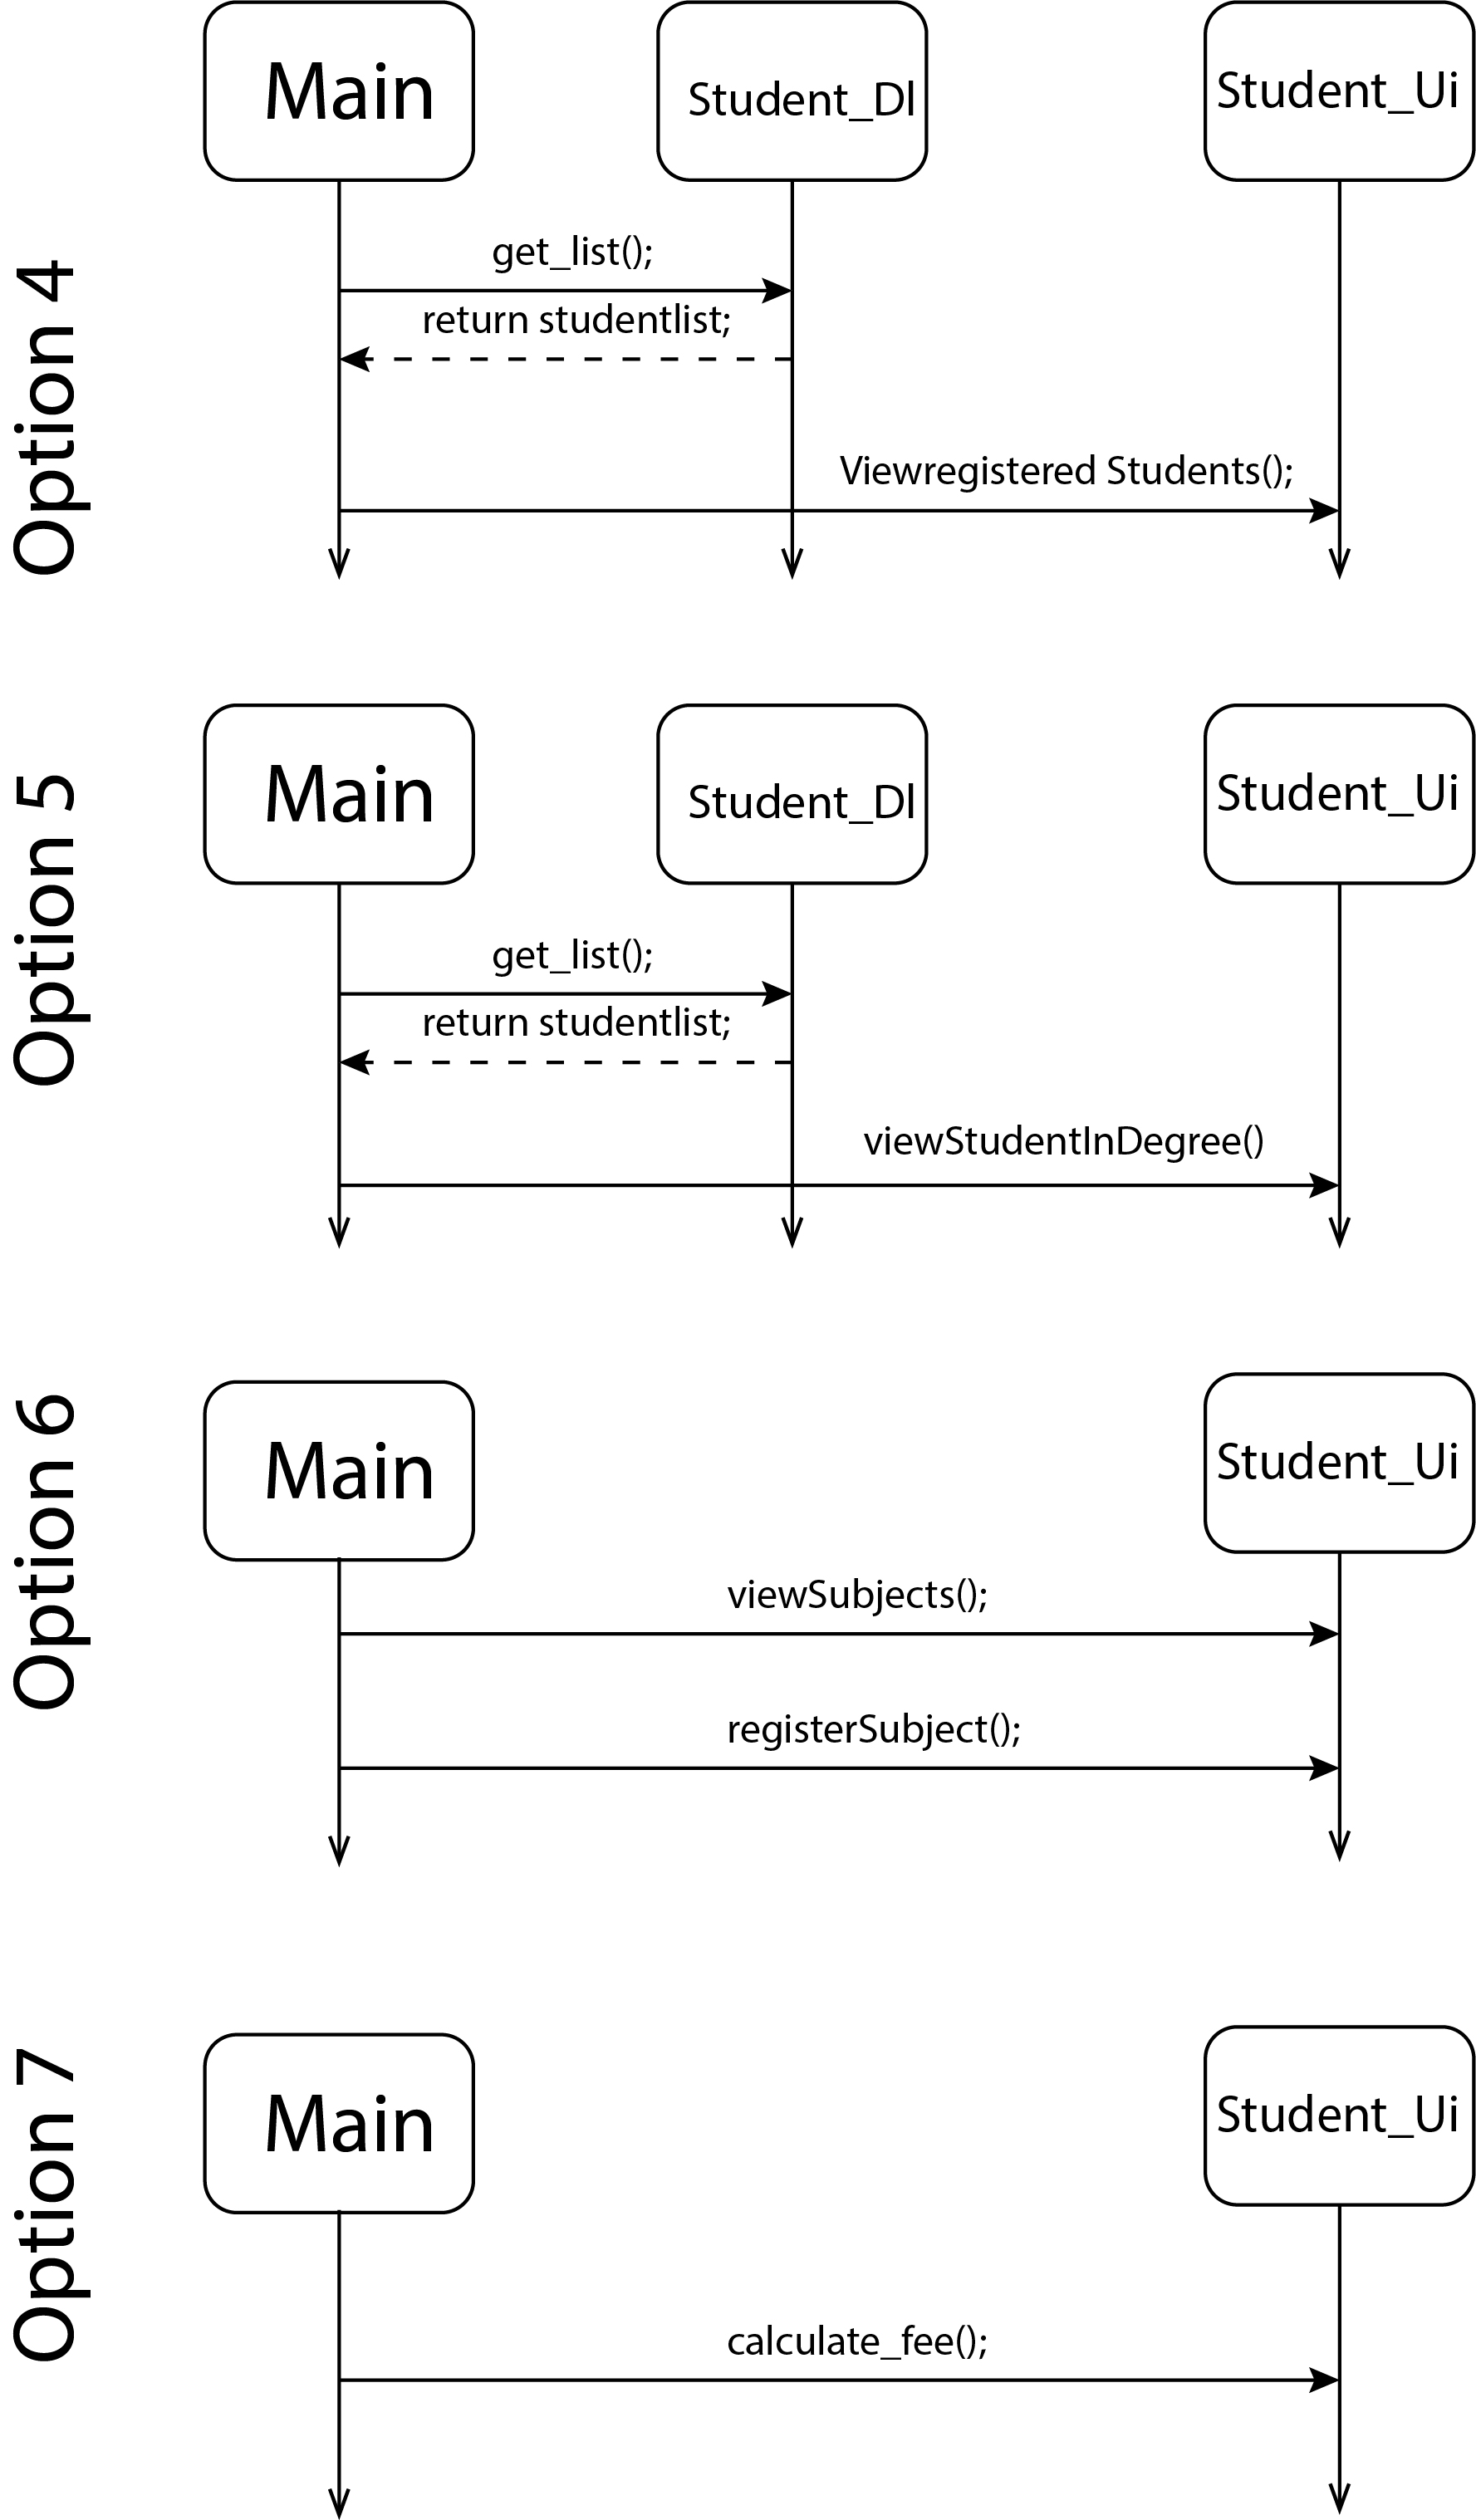 Option 4
Main
Student_Dl
Student_Ui
get_list();
return studentlist;
Viewregistered Students();
Option 5
Main
Student_Dl
Student_Ui
get_list();
return studentlist;
viewStudentInDegree()
Option 6
Main
Student_Ui
viewSubjects();
registerSubject();
Option 7
Main
Student_Ui
calculate_fee();